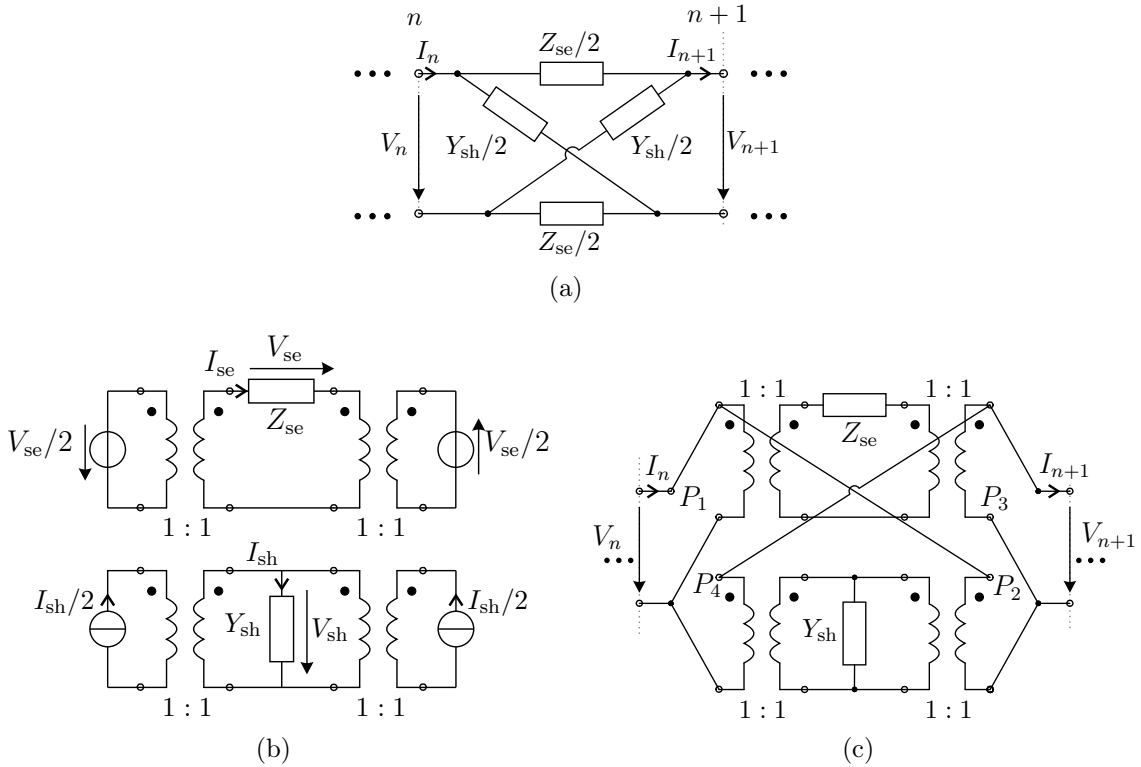 n n + 1
I_n Z_se/2 I_{n+1}
V_n Y_sh/2 Y_sh/2 V_{n+1}
Z_se/2
(a)
I_se V_se
Z_se
V_se/2 V_se/2
1 : 1 1 : 1
I_sh
I_sh/2 I_sh/2
Y_sh V_sh
1 : 1 1 : 1
(b)
1 : 1 1 : 1
Z_se
I_n P_1 P_3 I_{n+1}
V_n V_{n+1}
P_4 P_2
Y_sh
1 : 1 1 : 1
(c)